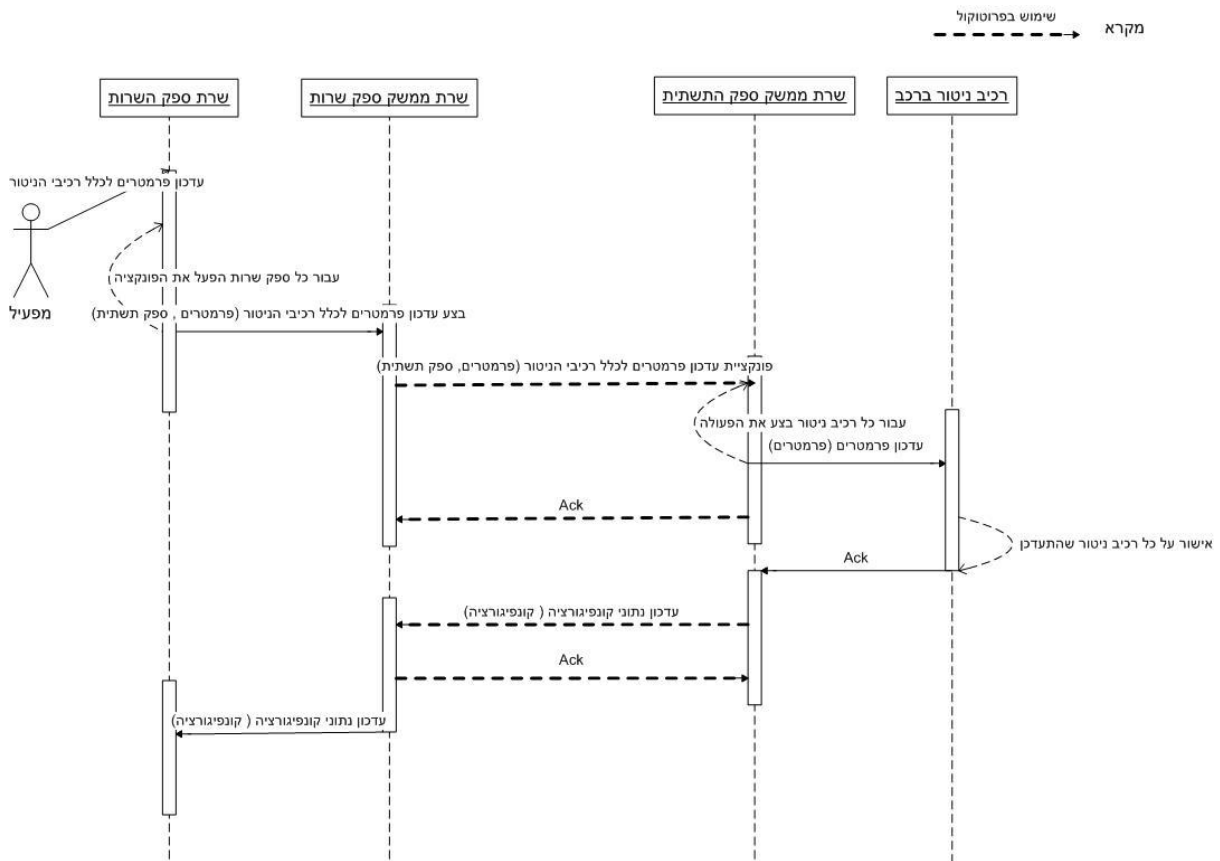 מקרא
שימוש בפרוטוקול
רכיב ניטור ברכב
שרת ממשק ספק התשתית
שרת ממשק ספק שרות
שרת ספק השרות
עדכון פרמטרים לכלל רכיבי הניטור
מפעיל
עבור כל ספק שרות הפעל את הפונקציה
בצע עדכון פרמטרים לכלל רכיבי הניטור (פרמטרים , ספק תשתית)
פונקציית עדכון פרמטרים לכלל רכיבי הניטור (פרמטרים, ספק תשתית)
עבור כל רכיב ניטור בצע את הפעולה
עדכון פרמטרים (פרמטרים)
Ack
אישור על כל רכיב ניטור שהתעדכן
Ack
עדכון נתוני קונפיגורציה ( קונפיגורציה)
Ack
עדכון נתוני קונפיגורציה ( קונפיגורציה)